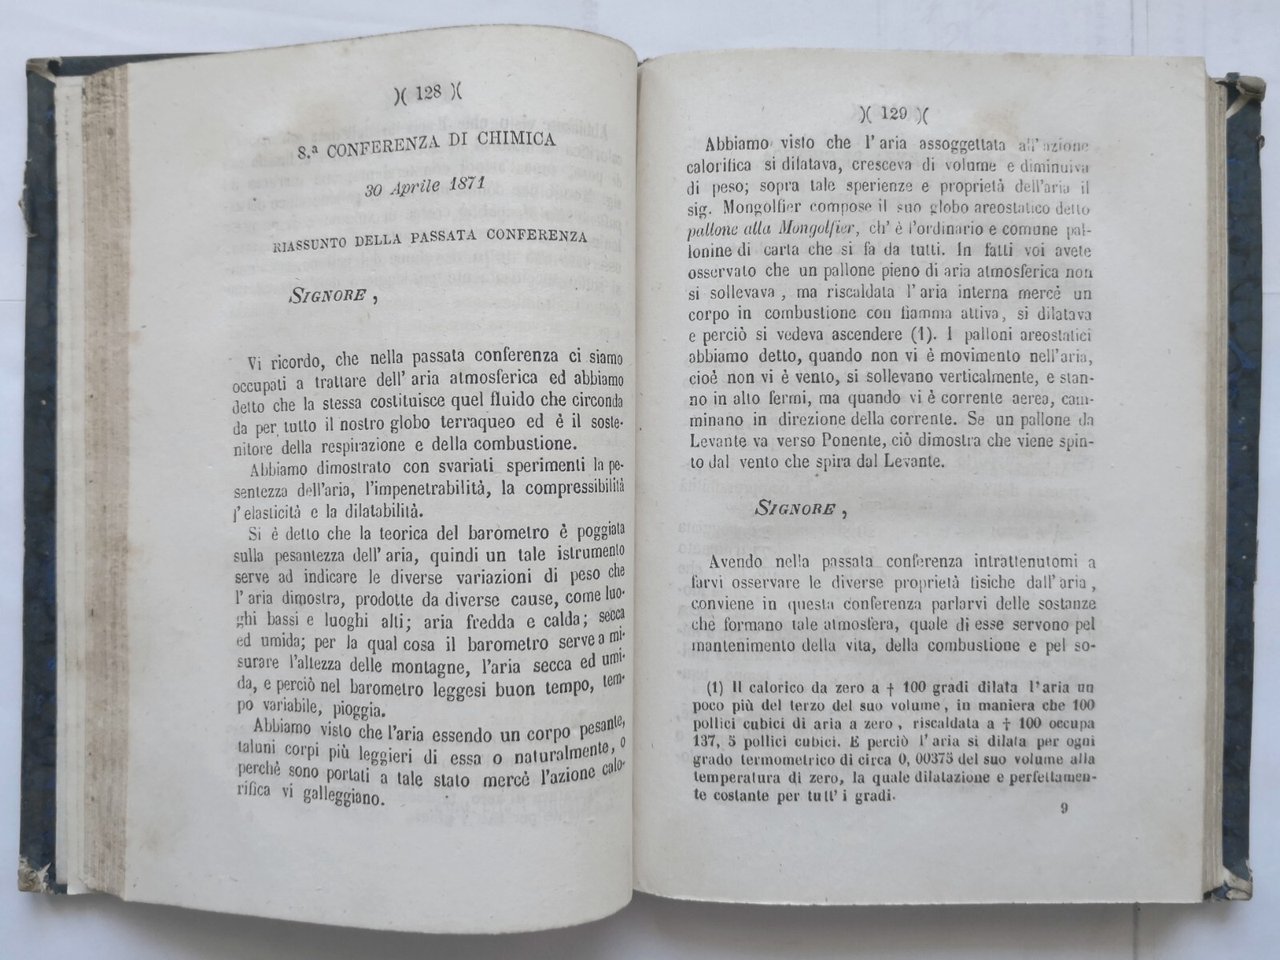 )( 128 )(
8.ª CONFERENZA DI CHIMICA
30 Aprile 1871
RIASSUNTO DELLA PASSATA CONFERENZA
SIGNORE,
Vi ricordo, che nella passata conferenza ci siamo
occupati a trattare dell'aria atmosferica ed abbiamo
detto che la stessa costituisce quel fluido che circonda
da per tutto il nostro globo terraqueo ed è il soste-
nitore della respirazione e della combustione.
Abbiamo dimostrato con svariati sperimenti la pe-
sentezza dell'aria, l'impenetrabilità, la compressibilità
l'elasticità e la dilatabilità.
Si è detto che la teorica del baròmetro è poggiata
sulla pesantezza dell'aria, quindi un tale istrumento
serve ad indicare le diverse variazioni di peso che
l'aria dimostra, prodotte da diverse cause, come luo-
ghi bassi e luoghi alti; aria fredda e calda; secca
ed umida; per la qual cosa il barometro serve a mi-
surare l'altezza delle montagne, l'aria secca ed umi-
da, e perciò nel barometro leggesi buon tempo, tem-
po variabile, pioggia.
Abbiamo visto che l'aria essendo un corpo pesante,
taluni corpi più leggieri di essa o naturalmente, o
perchè sono portati a tale stato mercè l'azione calo-
rifica vi galleggiano.
)( 129 )(
Abbiamo visto che l'aria assoggettata all'azione
calorifica si dilatava, cresceva di volume e diminuiva
di peso; sopra tale sperienze e proprietà dell'aria il
sig. Mongolfier compose il suo globo areostatico detto
pallone alla Mongolfier, ch'è l'ordinario e comune pal-
lonine di carta che si fa da tutti. In fatti voi avete
osservato che un pallone pieno di aria atmosferica non
si sollevava, ma riscaldata l'aria interna mercè un
corpo in combustione con fiamma attiva, si dilatava
e perciò si vedeva ascendere (1). I palloni areostatici
abbiamo detto, quando non vi è movimento nell'aria,
cioè non vi è vento, si sollevano verticalmente, e stan-
no in alto fermi, ma quando vi è corrente aerea, cam-
minano in direzione della corrente. Se un pallone da
Levante va verso Ponente, ciò dimostra che viene spin-
to dal vento che spira dal Levante.
SIGNORE,
Avendo nella passata conferenza intrattenutomi a
farvi osservare le diverse proprietà fisiche dall'aria,
conviene in questa conferenza parlarvi delle sostanze
che formano tale atmosfera, quale di esse servono pel
mantenimento della vita, della combustione e pel so-
(1) Il calorico da zero a † 100 gradi dilata l'aria un
poco più del terzo del suo volume, in maniera che 100
pollici cubici di aria a zero, riscaldata a † 100 occupa
137, 5 pollici cubici. E perciò l'aria si dilata per ogni
grado termometrico di circa 0, 00375 del suo volume alla
temperatura di zero, la quale dilatazione e perfettamen-
te costante per tutt'i gradi.
9